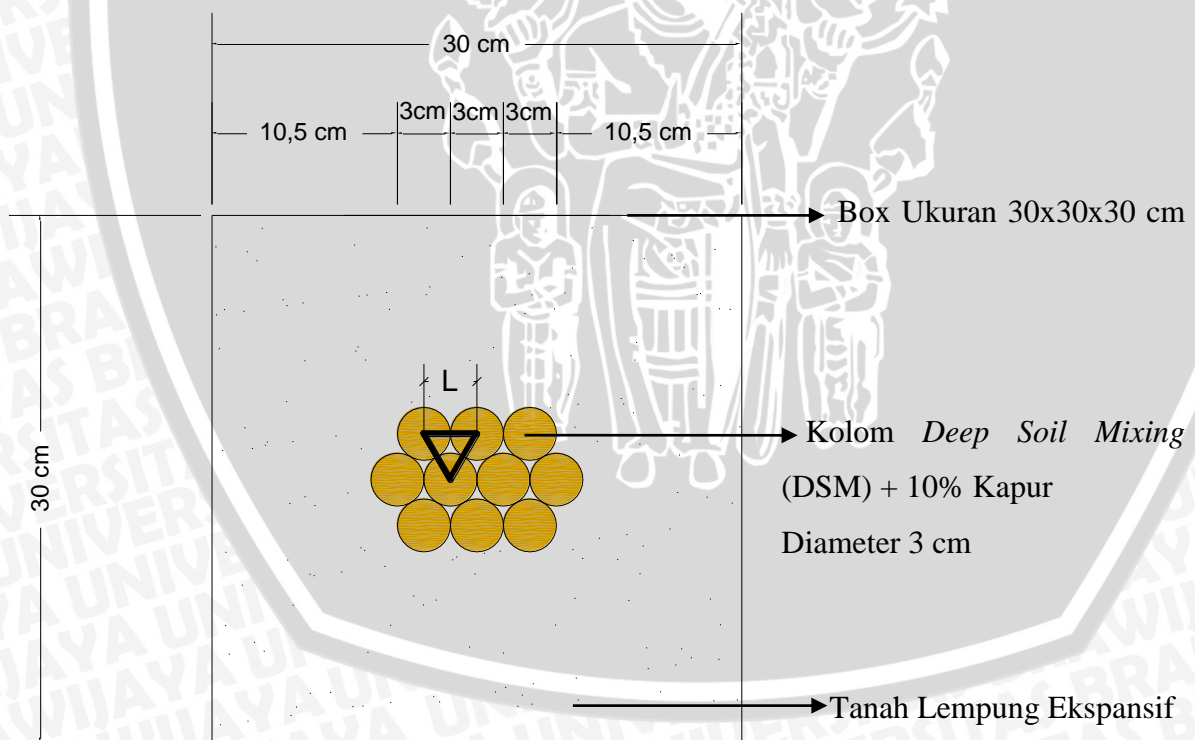 30 cm
3cm 3cm 3cm
10,5 cm 10,5 cm
Box Ukuran 30x30x30 cm
L
Kolom Deep Soil Mixing
(DSM) + 10% Kapur
Diameter 3 cm
30 cm
Tanah Lempung Ekspansif